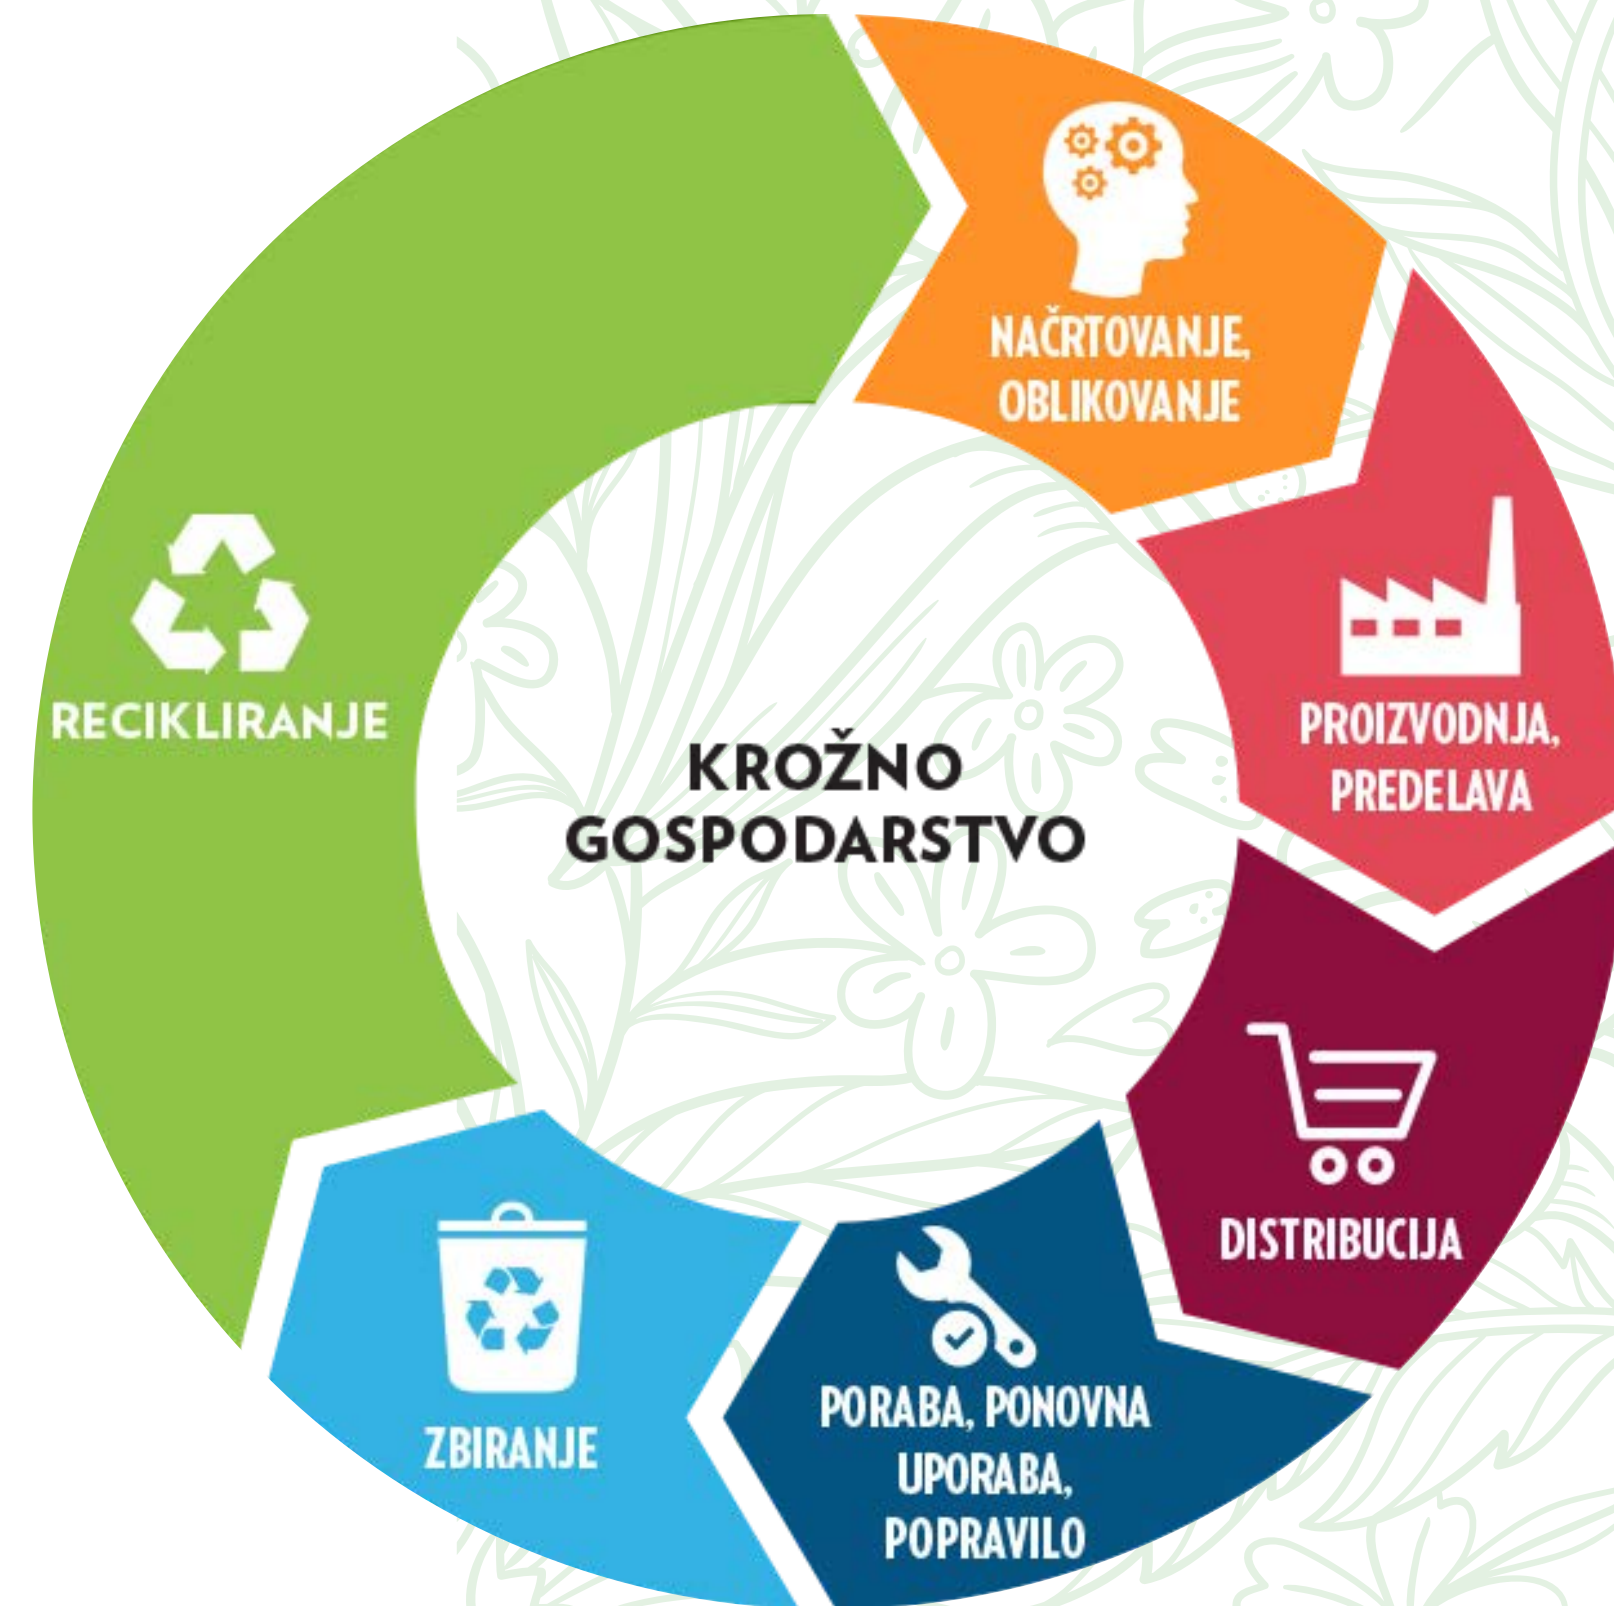 NAČRTOVANJE,
OBLIKOVANJE
PROIZVODNJA,
PREDELAVA
DISTRIBUCIJA
PORABA, PONOVNA
UPORABA,
POPRAVILO
ZBIRANJE
RECIKLIRANJE
KROŽNO
GOSPODARSTVO